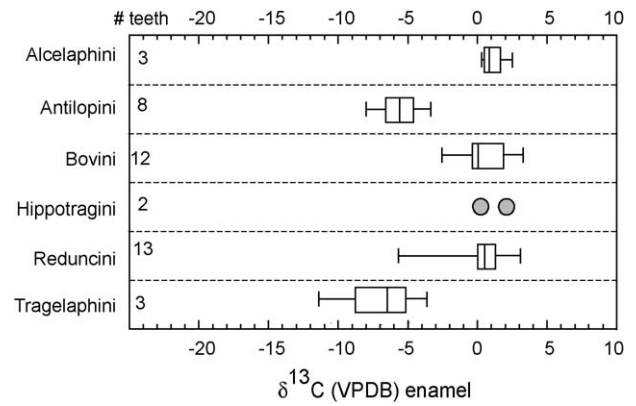 # teeth -20 -15 -10 -5 0 5 10
Alcelaphini 3
Antilopini 8
Bovini 12
Hippotragini 2
Reduncini 13
Tragelaphini 3
-20 -15 -10 -5 0 5 10
δ¹³C (VPDB) enamel